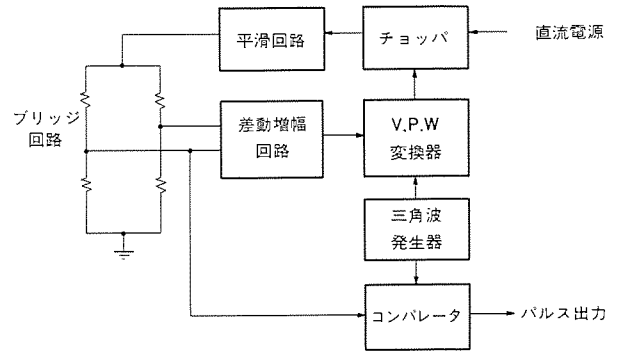 平滑回路
チョッパ
直流電源
ブリッジ
回路
差動増幅
回路
V.P.W
変換器
三角波
発生器
コンパレータ
パルス出力